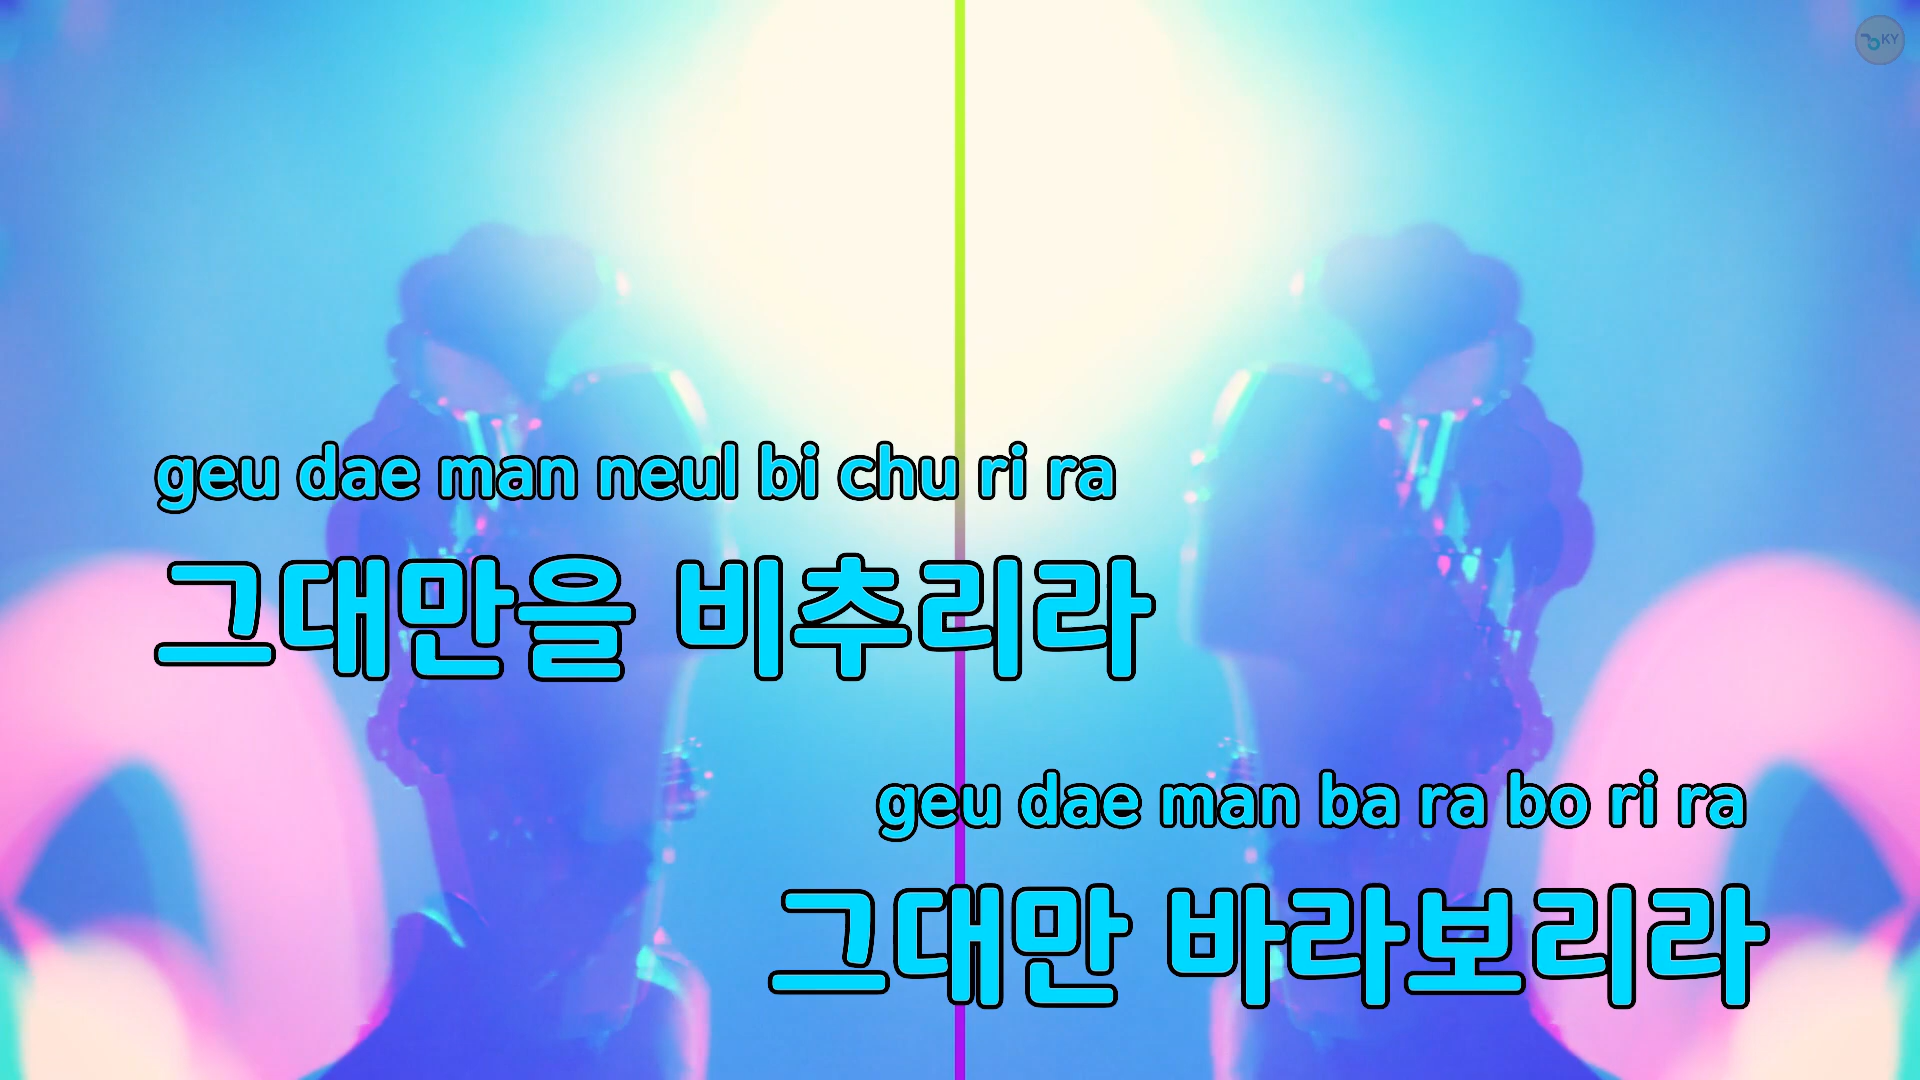 KY
geu dae man neul bi chu ri ra
그대만을 비추리라
geu dae man ba ra bo ri ra
그대만 바라보리라